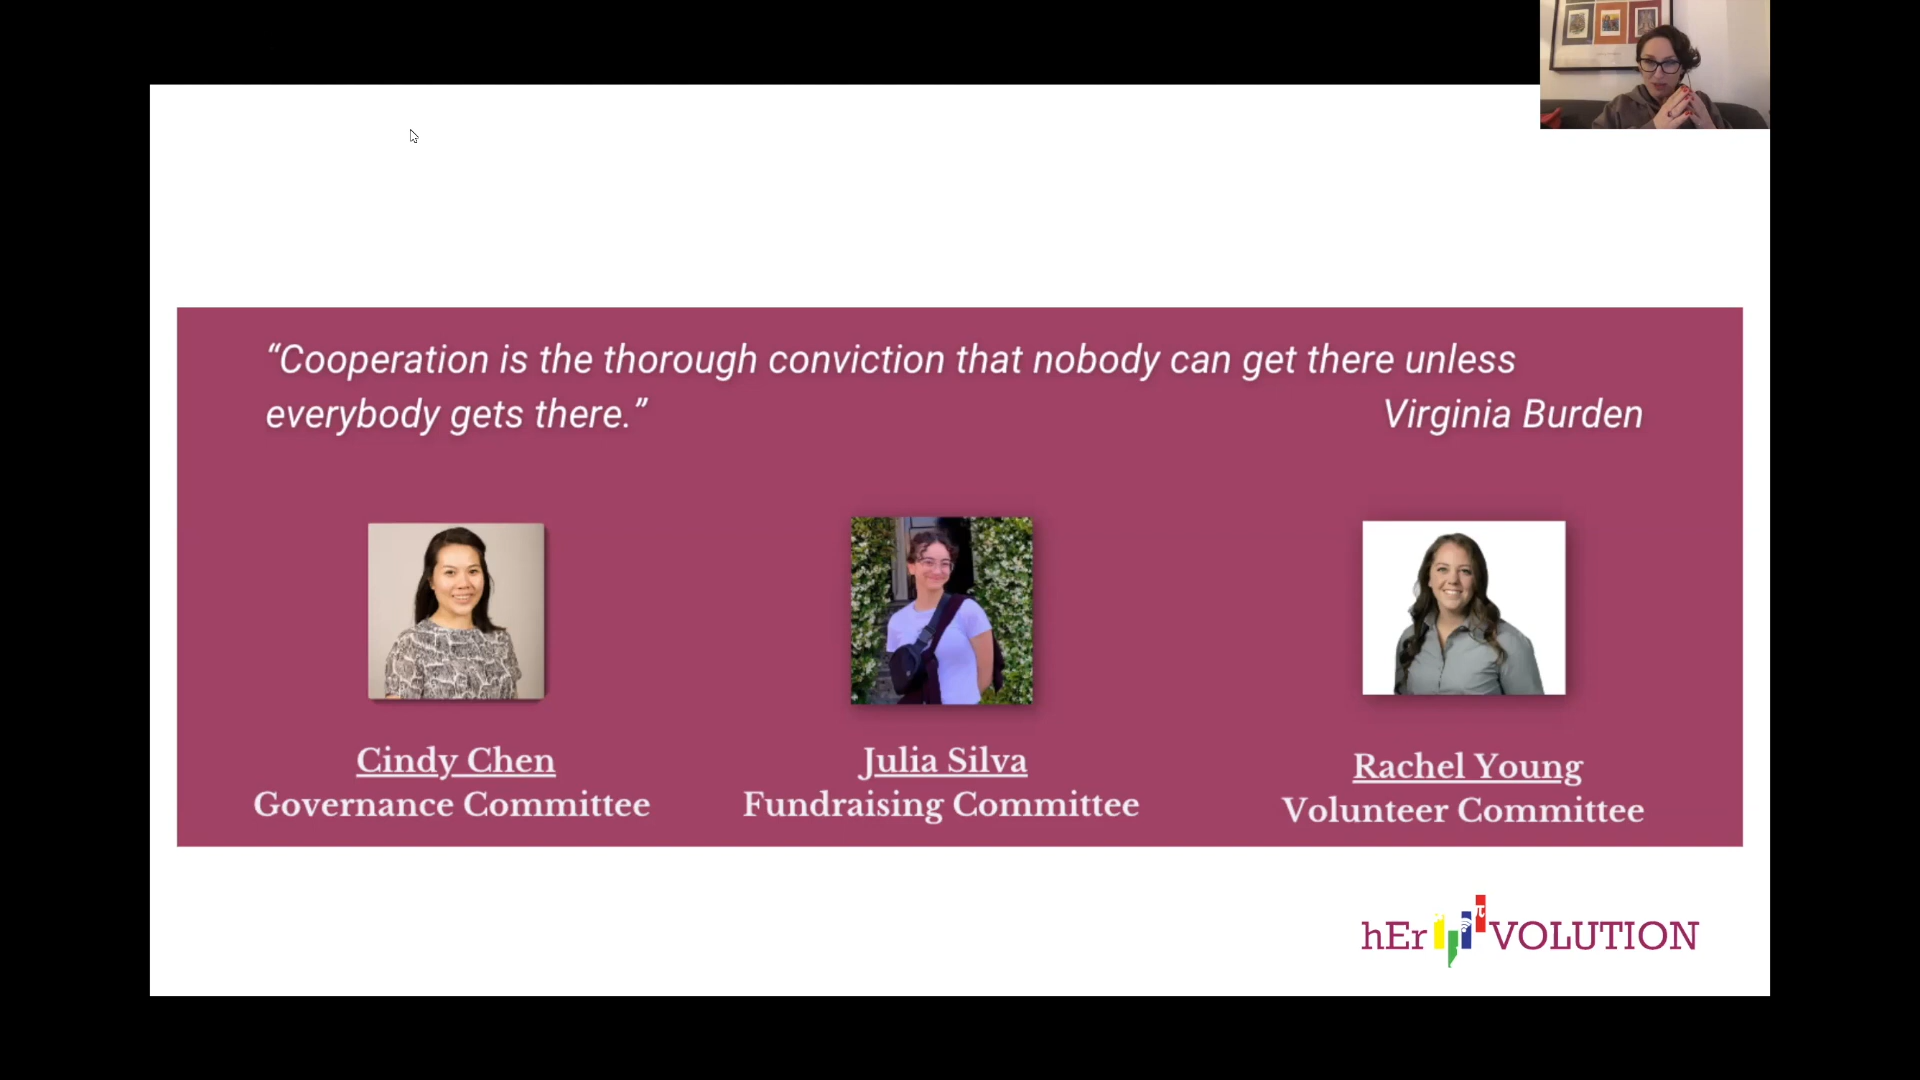 “Cooperation is the thorough conviction that nobody can get there unless
everybody gets there.” Virginia Burden
Cindy Chen
Governance Committee
Julia Silva
Fundraising Committee
Rachel Young
Volunteer Committee
hEr VOLUTION
π